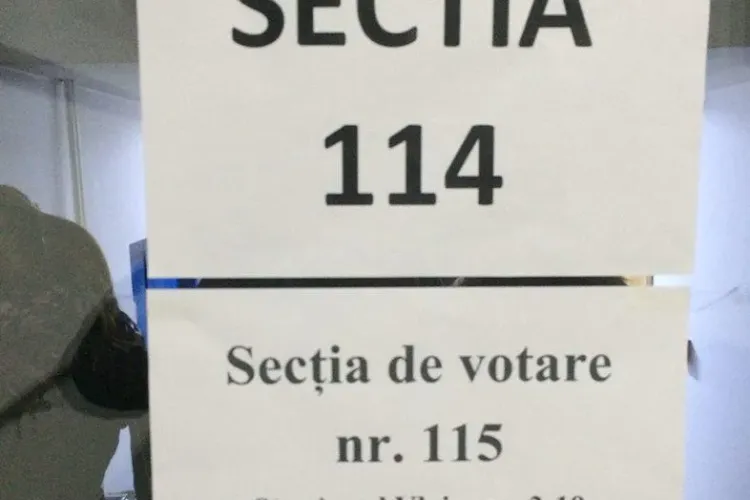 SECTIA
114
Secția de votare
nr. 115